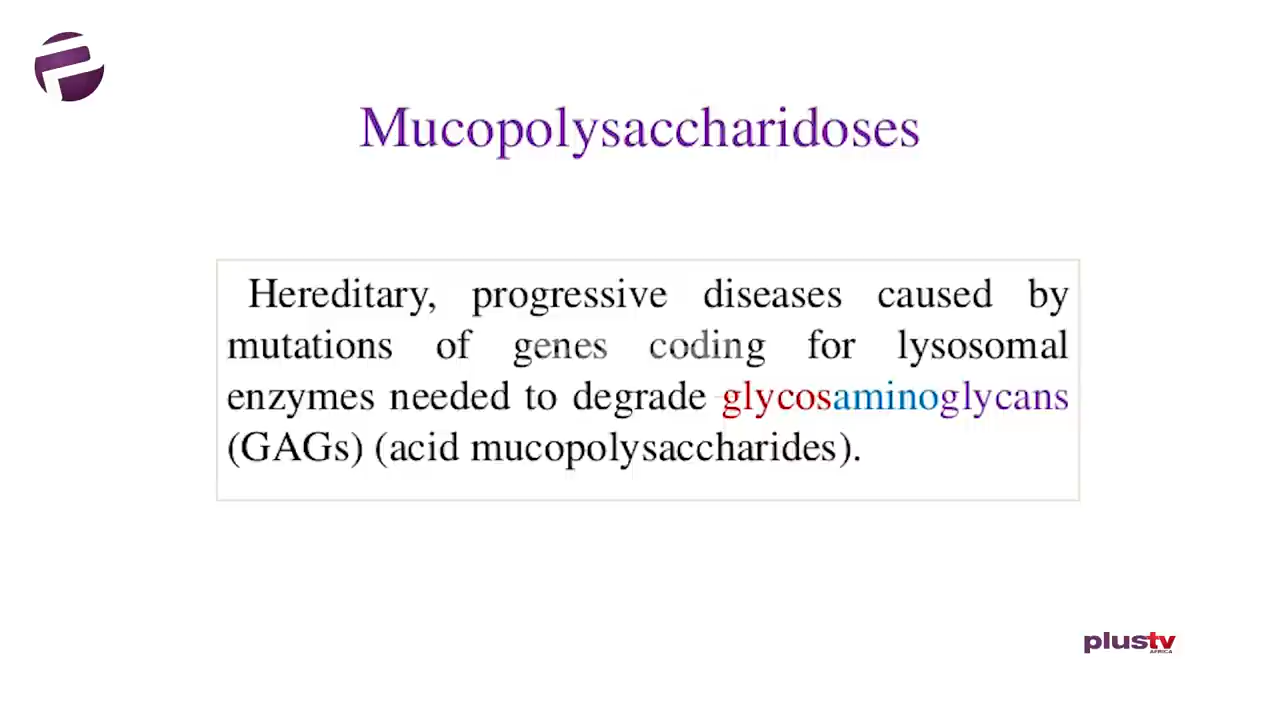 Mucopolysaccharidoses
Hereditary, progressive diseases caused by
mutations of genes coding for lysosomal
enzymes needed to degrade glycosaminoglycans
(GAGs) (acid mucopolysaccharides).
plustv
AFRICA